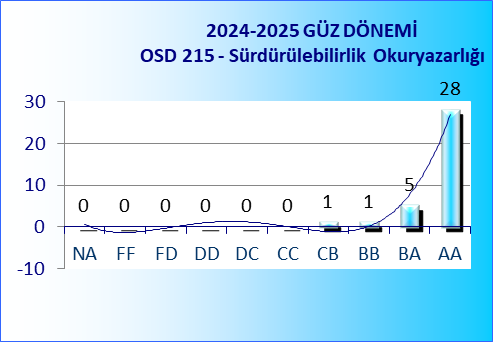 2024-2025 GÜZ DÖNEMİ
OSD 215 - Sürdürülebilirlik Okuryazarlığı
28
30
20
10
5
0 0 0 0 0 0 1 1
0
-10
NA FF FD DD DC CC CB BB BA AA